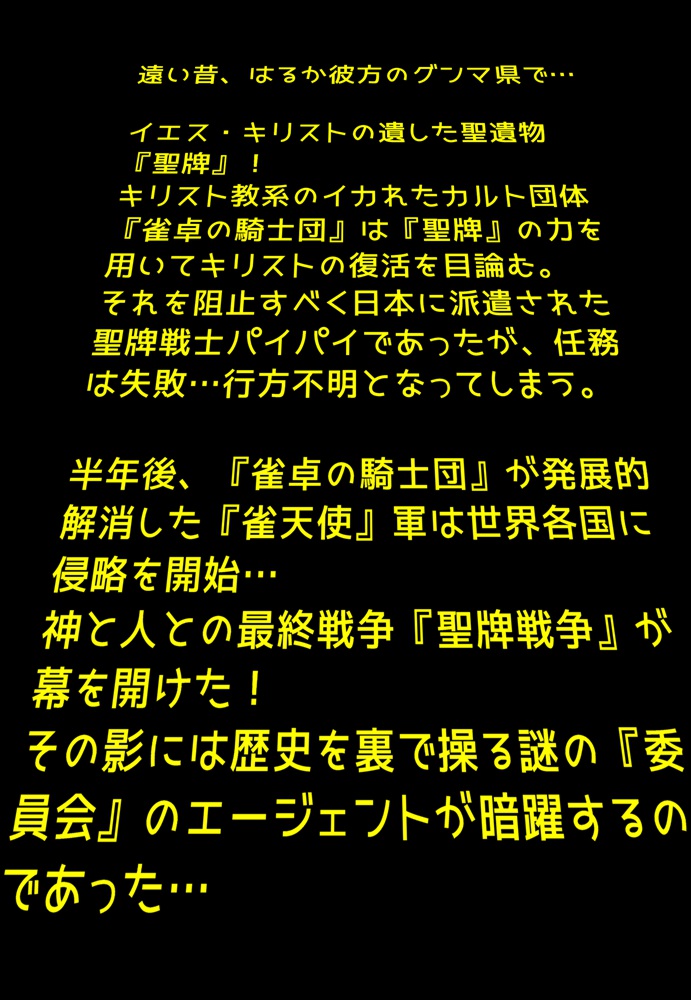 遠い昔、はるか彼方のグンマ県で…
イエス・キリストの遺した聖遺物
『聖牌』！
キリスト教系のイカれたカルト団体
『雀卓の騎士団』は『聖牌』の力を
用いてキリストの復活を目論む。
それを阻止すべく日本に派遣された
聖牌戦士パイパイであったが、任務
は失敗…行方不明となってしまう。
半年後、『雀卓の騎士団』が発展的
解消した『雀天使』軍は世界各国に
侵略を開始…
神と人との最終戦争『聖牌戦争』が
幕を開けた！
その影には歴史を裏で操る謎の『委
員会』のエージェントが暗躍するの
であった…